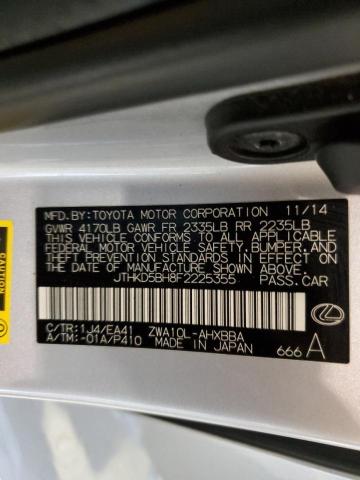 MFD.BY:TOYOTA MOTOR CORPORATION 11/14
GVWR 4170LB GAWR FR 2335LB RR 2235LB
THIS VEHICLE CONFORMS TO ALL APPLICABLE
FEDERAL MOTOR VEHICLE SAFETY,BUMPER,AND
THEFT PREVENTION STANDARDS IN EFFECT ON
THE DATE OF MANUFACTURE SHOWN ABOVE.
JTHKD5BH8F2225355 PASS.CAR
C/TR:1J4/EA41 ZWA10L-AHXBBA
A/TM:-01A/P410 MADE IN JAPAN
666 A
CAUTION